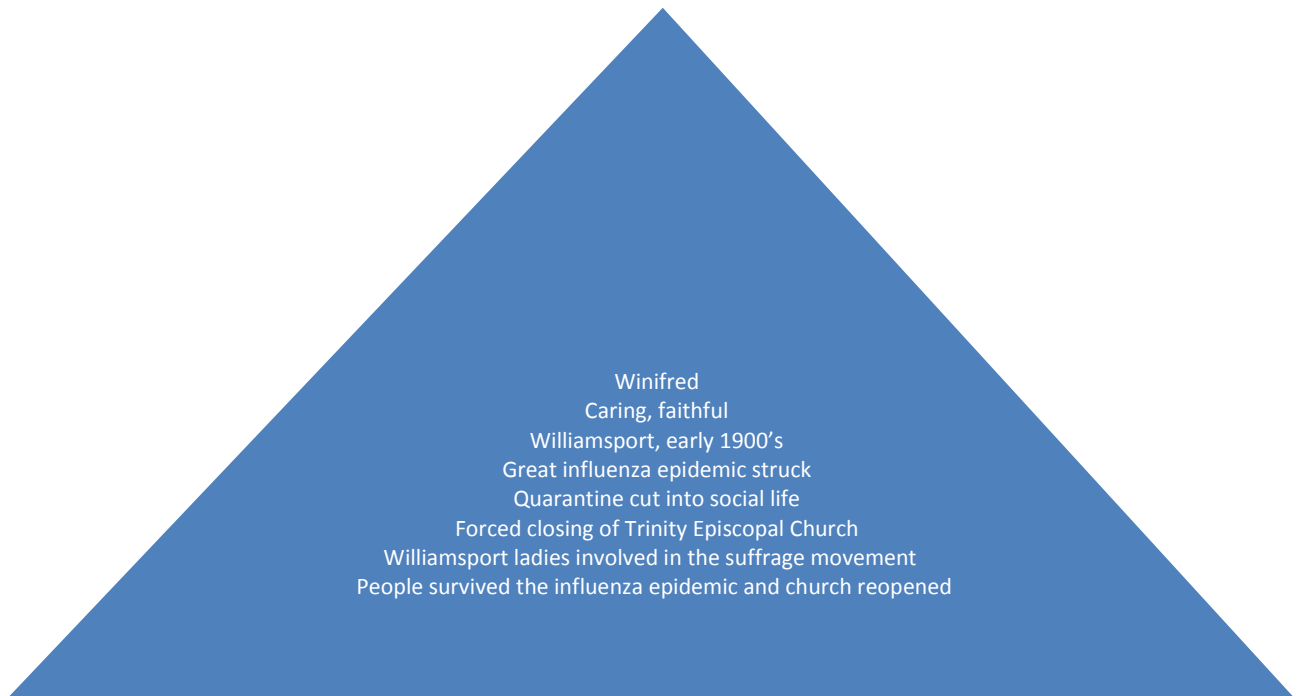 Winifred
Caring, faithful
Williamsport, early 1900’s
Great influenza epidemic struck
Quarantine cut into social life
Forced closing of Trinity Episcopal Church
Williamsport ladies involved in the suffrage movement
People survived the influenza epidemic and church reopened